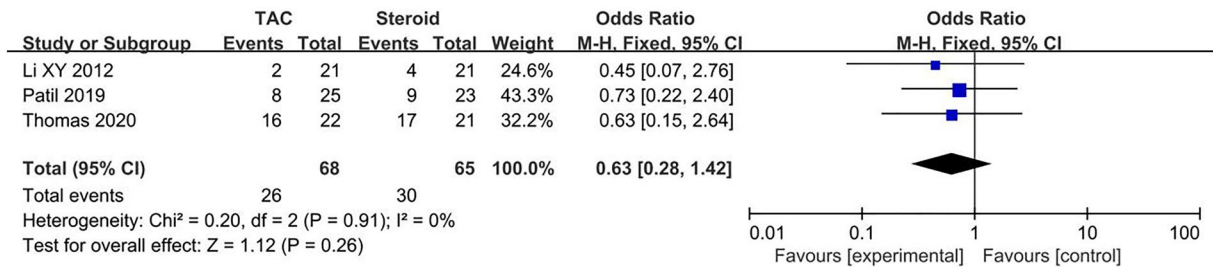 TAC Steroid Odds Ratio Odds Ratio
Study or Subgroup Events Total Events Total Weight M-H, Fixed, 95% CI M-H, Fixed, 95% CI
Li XY 2012 2 21 4 21 24.6% 0.45 [0.07, 2.76]
Patil 2019 8 25 9 23 43.3% 0.73 [0.22, 2.40]
Thomas 2020 16 22 17 21 32.2% 0.63 [0.15, 2.64]
Total (95% CI) 68 65 100.0% 0.63 [0.28, 1.42]
Total events 26 30
Heterogeneity: Chi² = 0.20, df = 2 (P = 0.91); I² = 0%
Test for overall effect: Z = 1.12 (P = 0.26)
0.01 0.1 1 10 100
Favours [experimental] Favours [control]